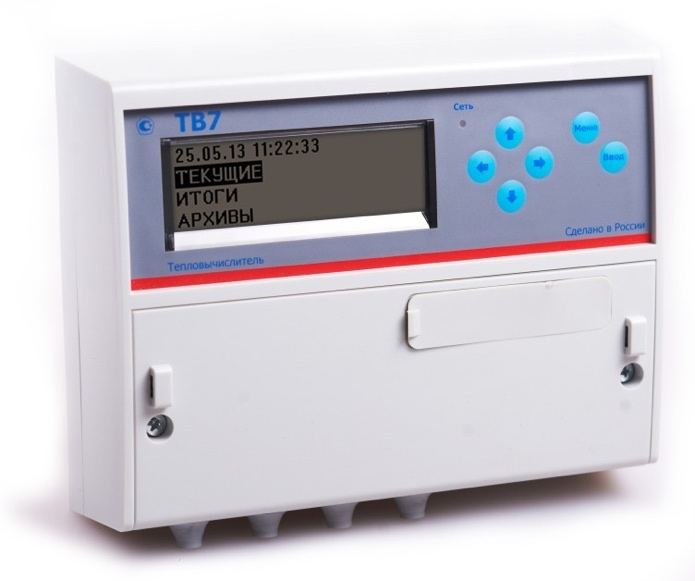 ТВ7
Сеть
25.05.13 11:22:33
ТЕКУЩИЕ
ИТОГИ
АРХИВЫ
Меню
Ввод
Сделано в России
Тепловычислитель